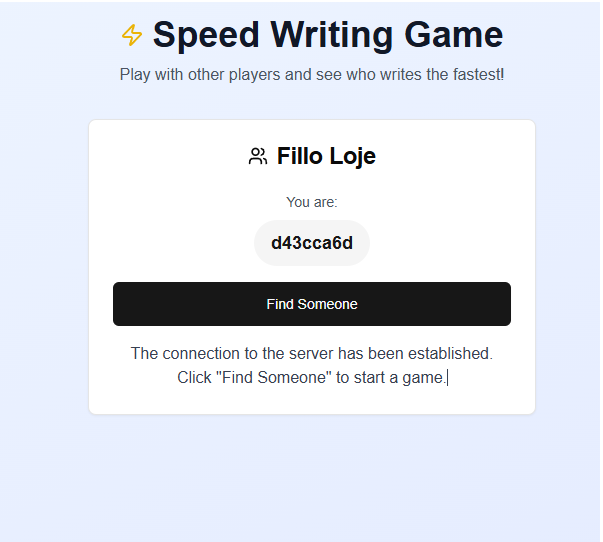 Speed Writing Game
Play with other players and see who writes the fastest!
Fillo Loje
You are:
d43cca6d
Find Someone
The connection to the server has been established.
Click "Find Someone" to start a game.